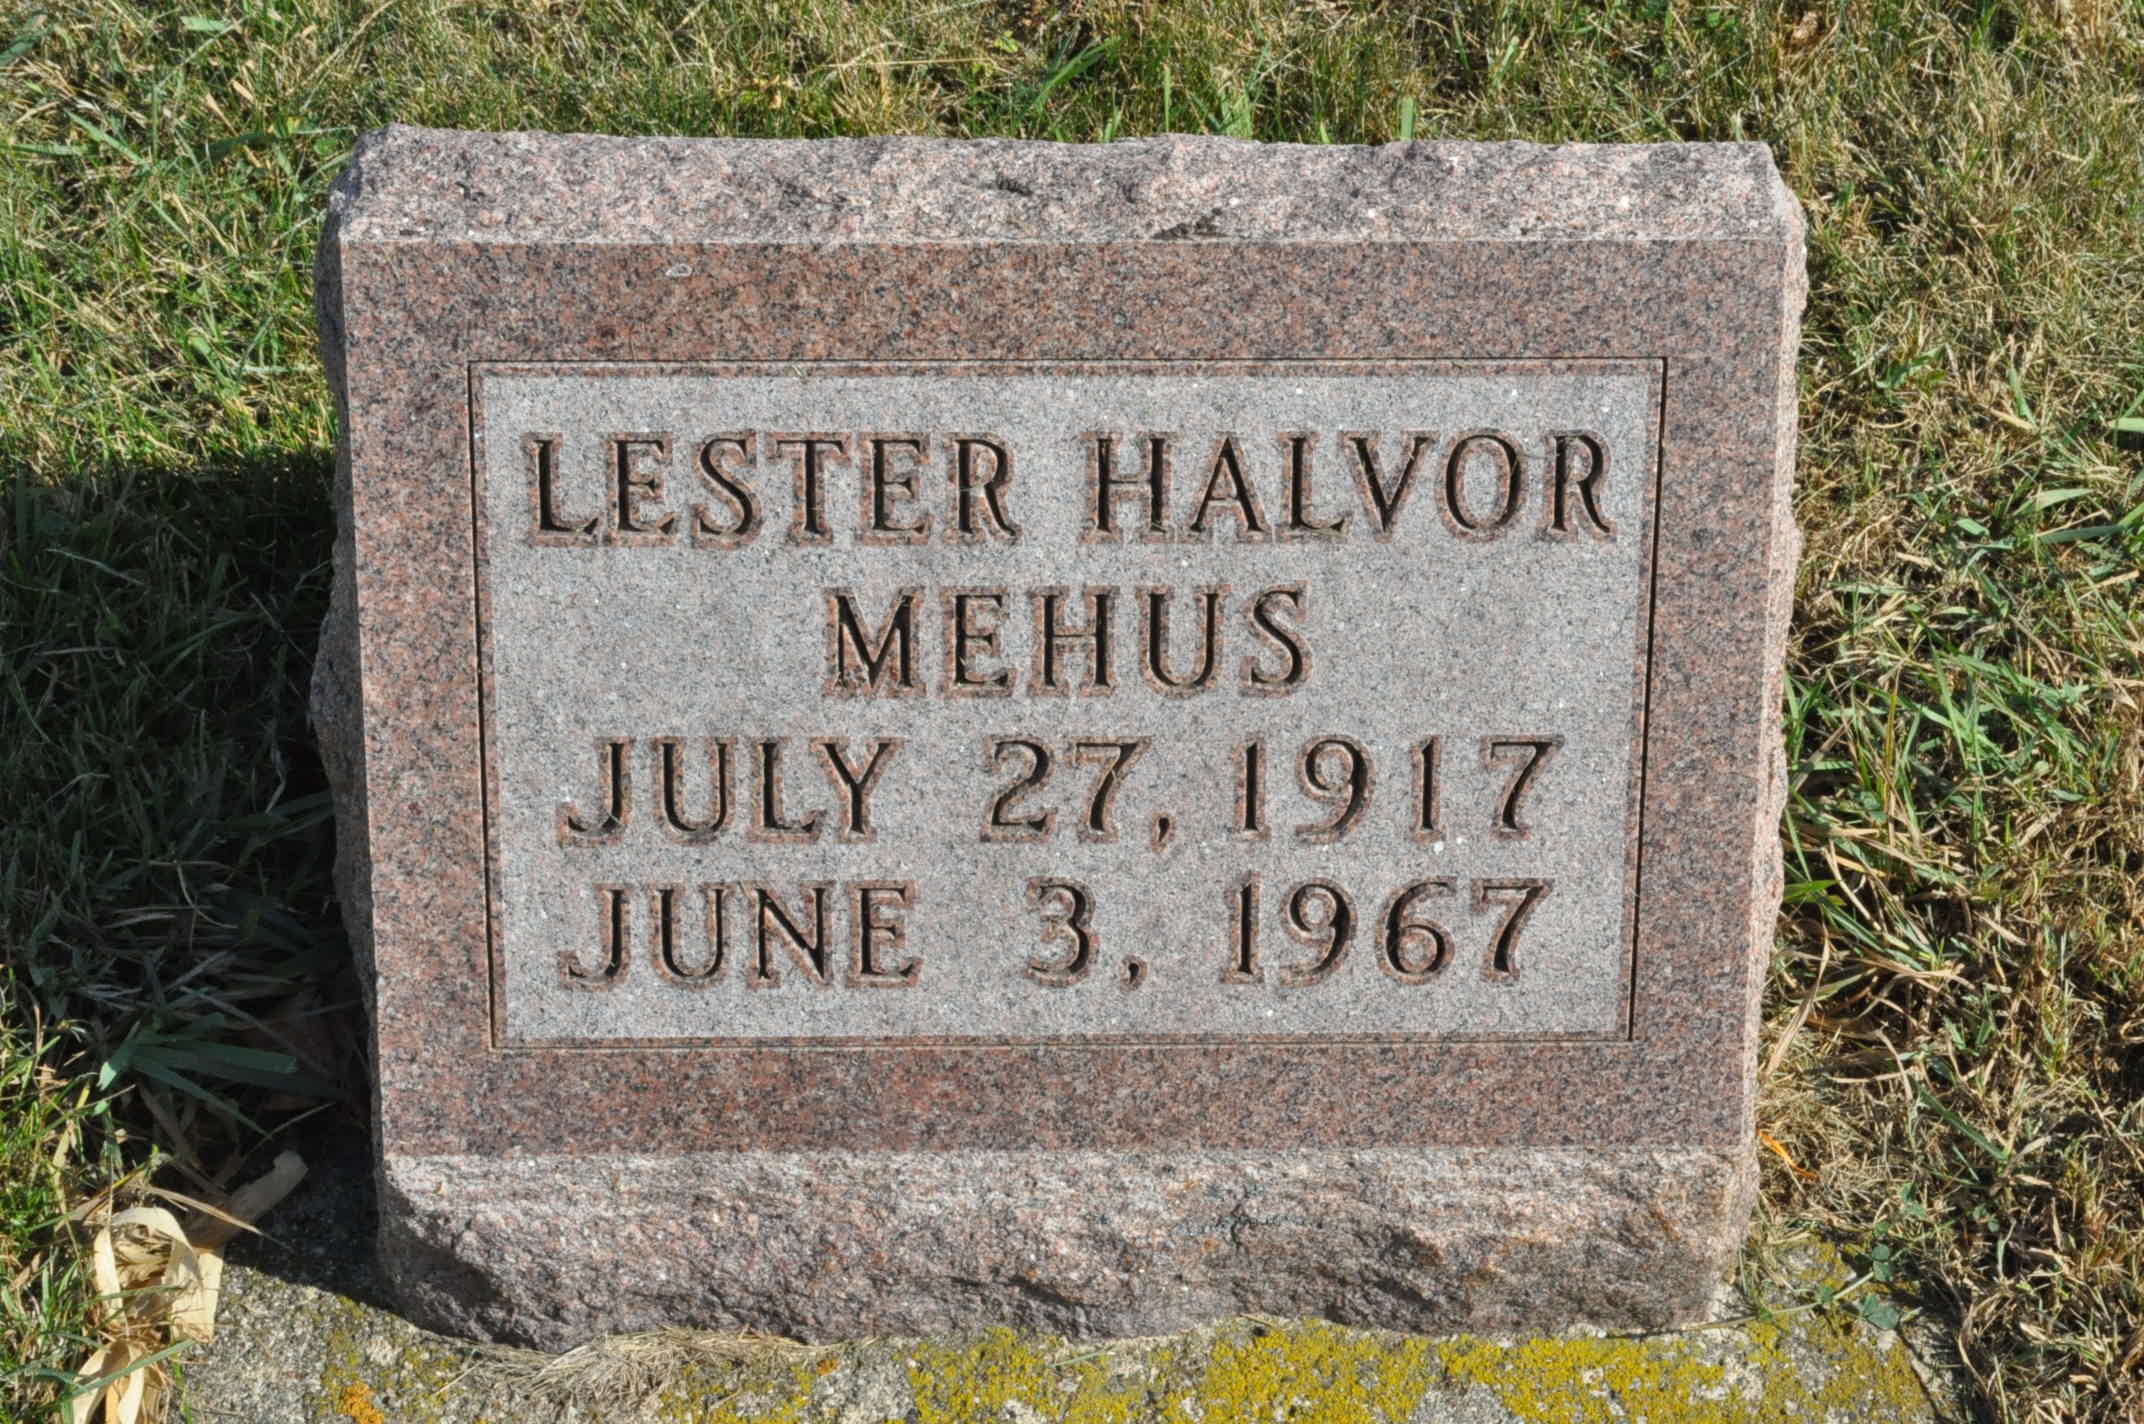 LESTER HALVOR
MEHUS
JULY 27, 1917
JUNE 3, 1967